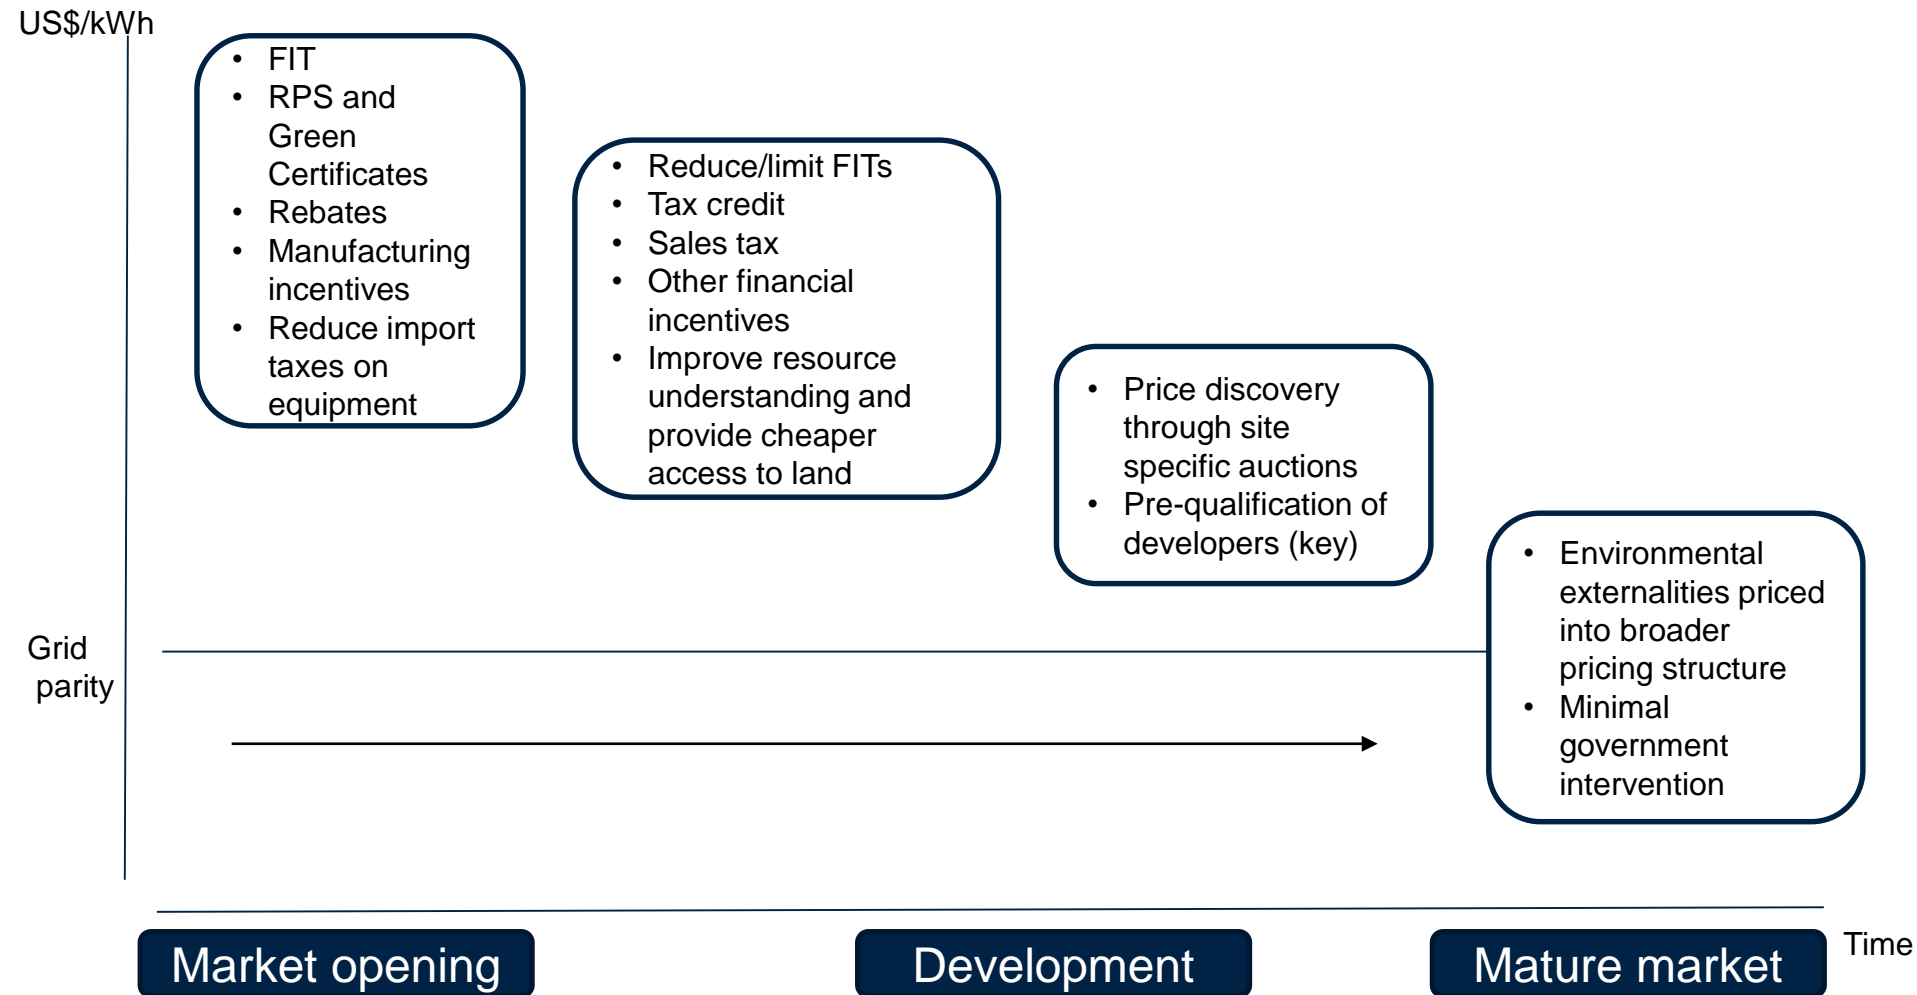 US$/kWh
• FIT
• RPS and
Green
Certificates
• Rebates
• Manufacturing
incentives
• Reduce import
taxes on
equipment
• Reduce/limit FITs
• Tax credit
• Sales tax
• Other financial
incentives
• Improve resource
understanding and
provide cheaper
access to land
• Price discovery
through site
specific auctions
• Pre-qualification of
developers (key)
• Environmental
externalities priced
into broader
pricing structure
• Minimal
government
intervention
Grid
parity
Market opening
Development
Mature market
Time